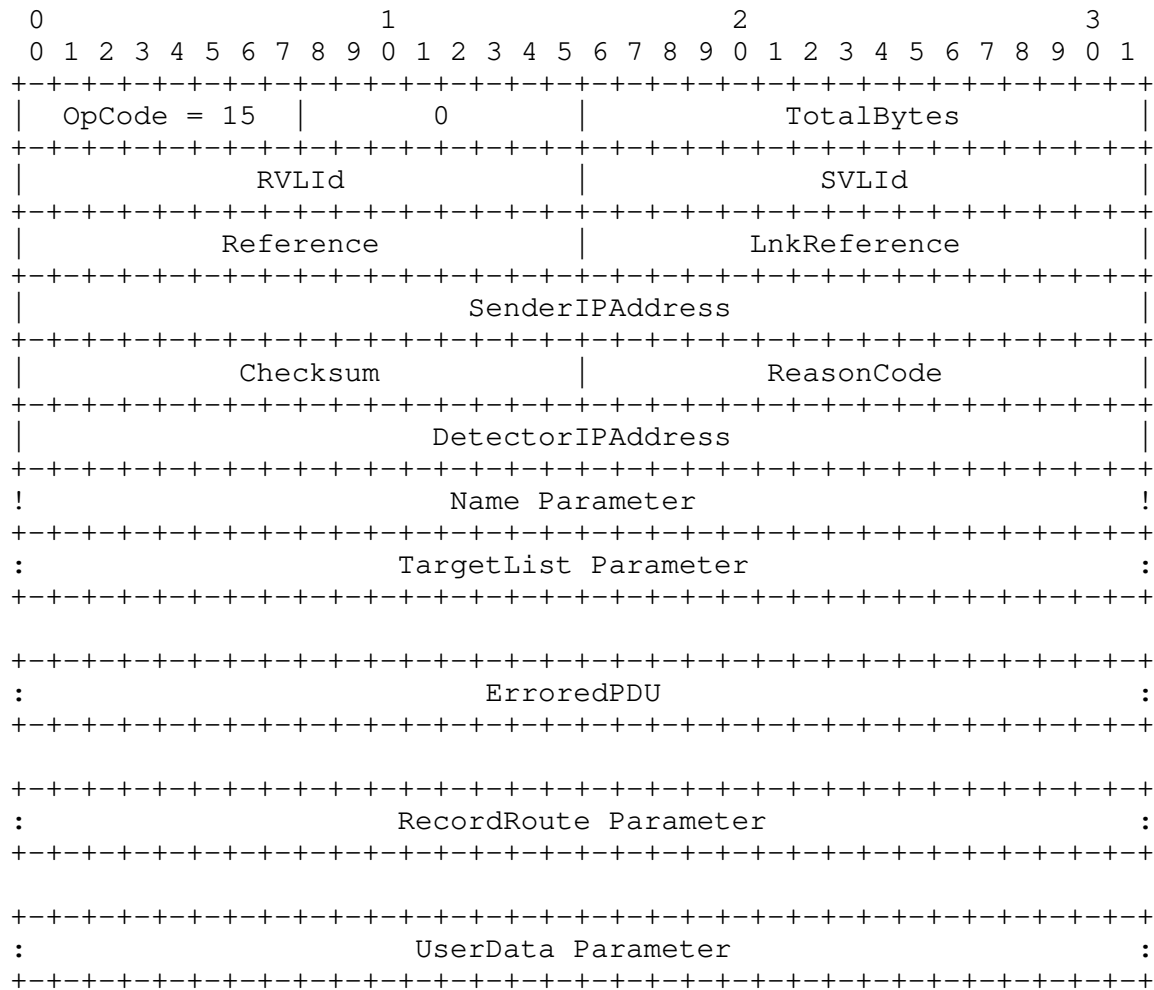 0                   1                   2                   3
0 1 2 3 4 5 6 7 8 9 0 1 2 3 4 5 6 7 8 9 0 1 2 3 4 5 6 7 8 9 0 1
+-+-+-+-+-+-+-+-+-+-+-+-+-+-+-+-+-+-+-+-+-+-+-+-+-+-+-+-+-+-+-+-+
|  OpCode = 15  |       0       |           TotalBytes          |
+-+-+-+-+-+-+-+-+-+-+-+-+-+-+-+-+-+-+-+-+-+-+-+-+-+-+-+-+-+-+-+-+
|             RVLId             |             SVLId             |
+-+-+-+-+-+-+-+-+-+-+-+-+-+-+-+-+-+-+-+-+-+-+-+-+-+-+-+-+-+-+-+-+
|           Reference           |         LnkReference          |
+-+-+-+-+-+-+-+-+-+-+-+-+-+-+-+-+-+-+-+-+-+-+-+-+-+-+-+-+-+-+-+-+
|                         SenderIPAddress                       |
+-+-+-+-+-+-+-+-+-+-+-+-+-+-+-+-+-+-+-+-+-+-+-+-+-+-+-+-+-+-+-+-+
|            Checksum           |          ReasonCode           |
+-+-+-+-+-+-+-+-+-+-+-+-+-+-+-+-+-+-+-+-+-+-+-+-+-+-+-+-+-+-+-+-+
|                       DetectorIPAddress                       |
+-+-+-+-+-+-+-+-+-+-+-+-+-+-+-+-+-+-+-+-+-+-+-+-+-+-+-+-+-+-+-+-+
!                        Name Parameter                         !
+-+-+-+-+-+-+-+-+-+-+-+-+-+-+-+-+-+-+-+-+-+-+-+-+-+-+-+-+-+-+-+-+
:                     TargetList Parameter                      :
+-+-+-+-+-+-+-+-+-+-+-+-+-+-+-+-+-+-+-+-+-+-+-+-+-+-+-+-+-+-+-+-+
+-+-+-+-+-+-+-+-+-+-+-+-+-+-+-+-+-+-+-+-+-+-+-+-+-+-+-+-+-+-+-+-+
:                          ErroredPDU                           :
+-+-+-+-+-+-+-+-+-+-+-+-+-+-+-+-+-+-+-+-+-+-+-+-+-+-+-+-+-+-+-+-+
+-+-+-+-+-+-+-+-+-+-+-+-+-+-+-+-+-+-+-+-+-+-+-+-+-+-+-+-+-+-+-+-+
:                     RecordRoute Parameter                     :
+-+-+-+-+-+-+-+-+-+-+-+-+-+-+-+-+-+-+-+-+-+-+-+-+-+-+-+-+-+-+-+-+
+-+-+-+-+-+-+-+-+-+-+-+-+-+-+-+-+-+-+-+-+-+-+-+-+-+-+-+-+-+-+-+-+
:                      UserData Parameter                       :
+-+-+-+-+-+-+-+-+-+-+-+-+-+-+-+-+-+-+-+-+-+-+-+-+-+-+-+-+-+-+-+-+